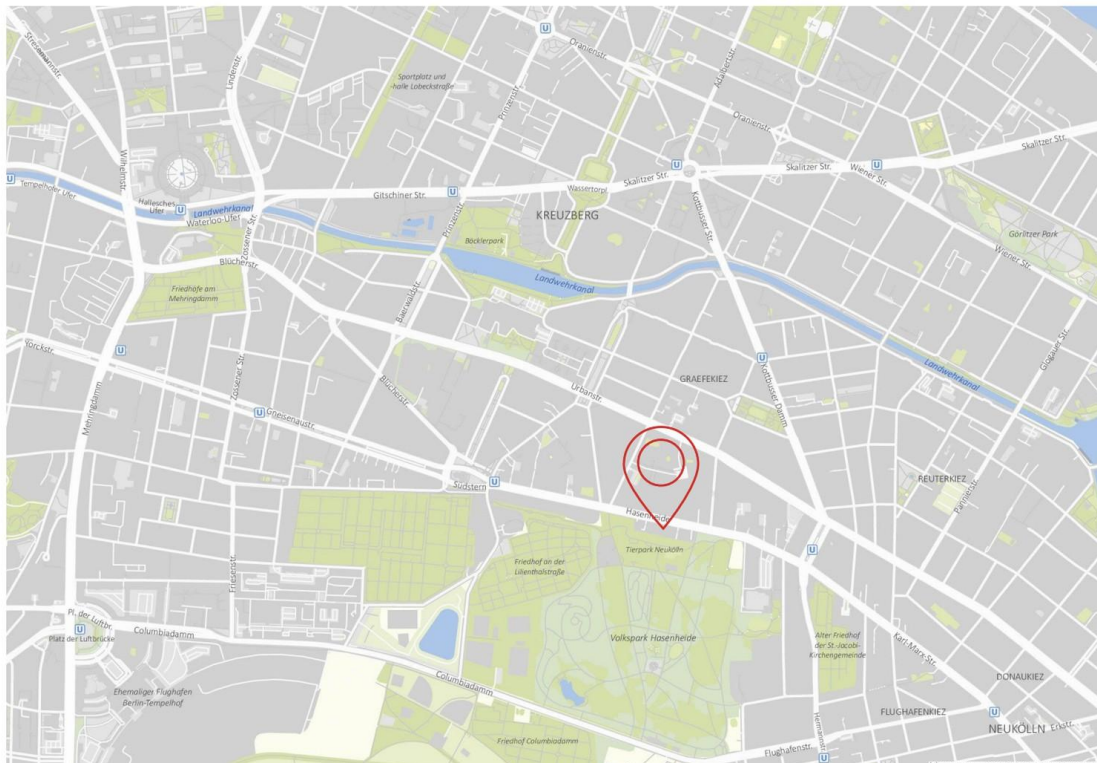 Stresemannstr.
Lindenstr.
Wilhelmstr.
Sportplatz und
-halle Lobeckstraße
Prinzenstr.
U
Oranienstr.
Adalbertstr.
Oranienstr.
U
Tempelhofer Ufer
Hallesches
Ufer
U
Landwehrkanal
Waterloo-Ufer
Gitschiner Str.
U
Wassertorpl.
Skalitzer Str.
U
Skalitzer Str.
U
Wiener Str.
Skalitzer Str.
Zossener Str.
Blücherstr.
Prinzenstr.
KREUZBERG
Böcklerpark
Kottbusser Str.
Görlitzer Park
Wiener Str.
Friedhöfe am
Mehringdamm
Landwehrkanal
Baerwaldstr.
Yorckstr.
U
Zossener Str.
Mehringdamm
Blücherstr.
Urbanstr.
GRAEFEKIEZ
U
Kottbusser Damm
Landwehrkanal
Glogauer Str.
Gneisenaustr.
U
Südstern
U
Hasenheide
REUTERKIEZ
Pannierstr.
U
Tierpark Neukölln
Friedhof an der
Lilienthalstraße
Friesenstr.
Pl. der Luftbr.
U
Platz der Luftbrücke
Columbiadamm
Volkspark Hasenheide
Alter Friedhof
der St.-Jacobi-
Kirchengemeinde
Karl-Marx-Str.
Columbiadamm
Ehemaliger Flughafen
Berlin-Tempelhof
DONAUKIEZ
FLUGHAFENKIEZ
U
NEUKÖLLN
Erkstr.
Hermannstr.
Friedhof Columbiadamm
Flughafenstr.
U